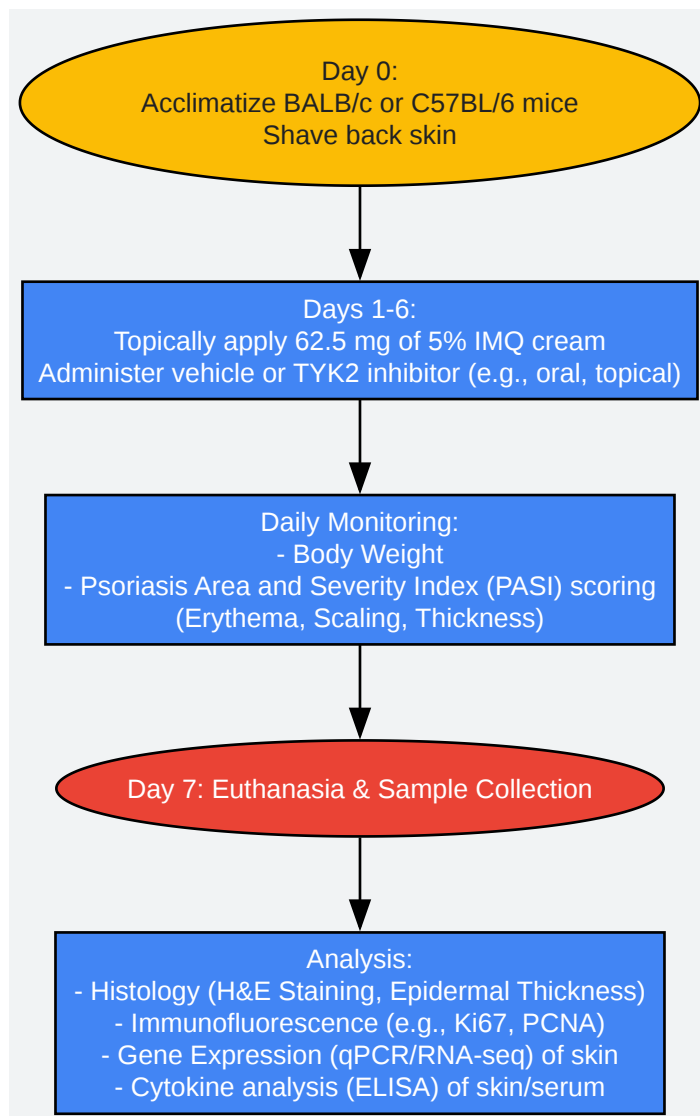 Day 0:
Acclimatize BALB/c or C57BL/6 mice
Shave back skin
Days 1-6:
Topically apply 62.5 mg of 5% IMQ cream
Administer vehicle or TYK2 inhibitor (e.g., oral, topical)
Daily Monitoring:
- Body Weight
- Psoriasis Area and Severity Index (PASI) scoring
(Erythema, Scaling, Thickness)
Day 7: Euthanasia & Sample Collection
Analysis:
- Histology (H&E Staining, Epidermal Thickness)
- Immunofluorescence (e.g., Ki67, PCNA)
- Gene Expression (qPCR/RNA-seq) of skin
- Cytokine analysis (ELISA) of skin/serum